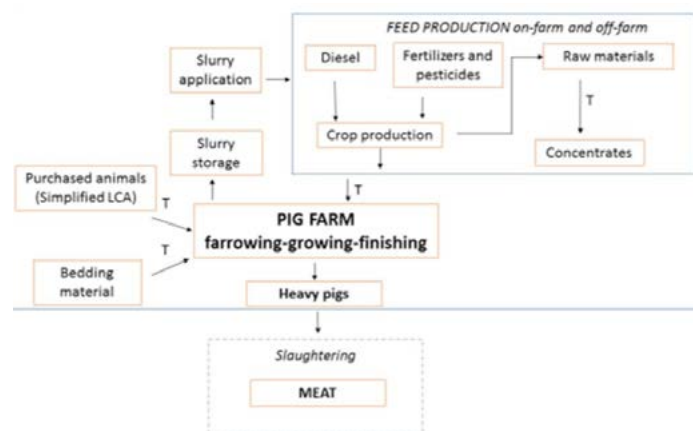 FEED PRODUCTION on-farm and off-farm
Slurry
application
Diesel
Fertilizers and
pesticides
Raw materials
T
Crop production
Concentrates
Slurry
storage
Purchased animals
(Simplified LCA)
T
T
PIG FARM
farrowing-growing-finishing
T
Bedding
material
Heavy pigs
Slaughtering
MEAT